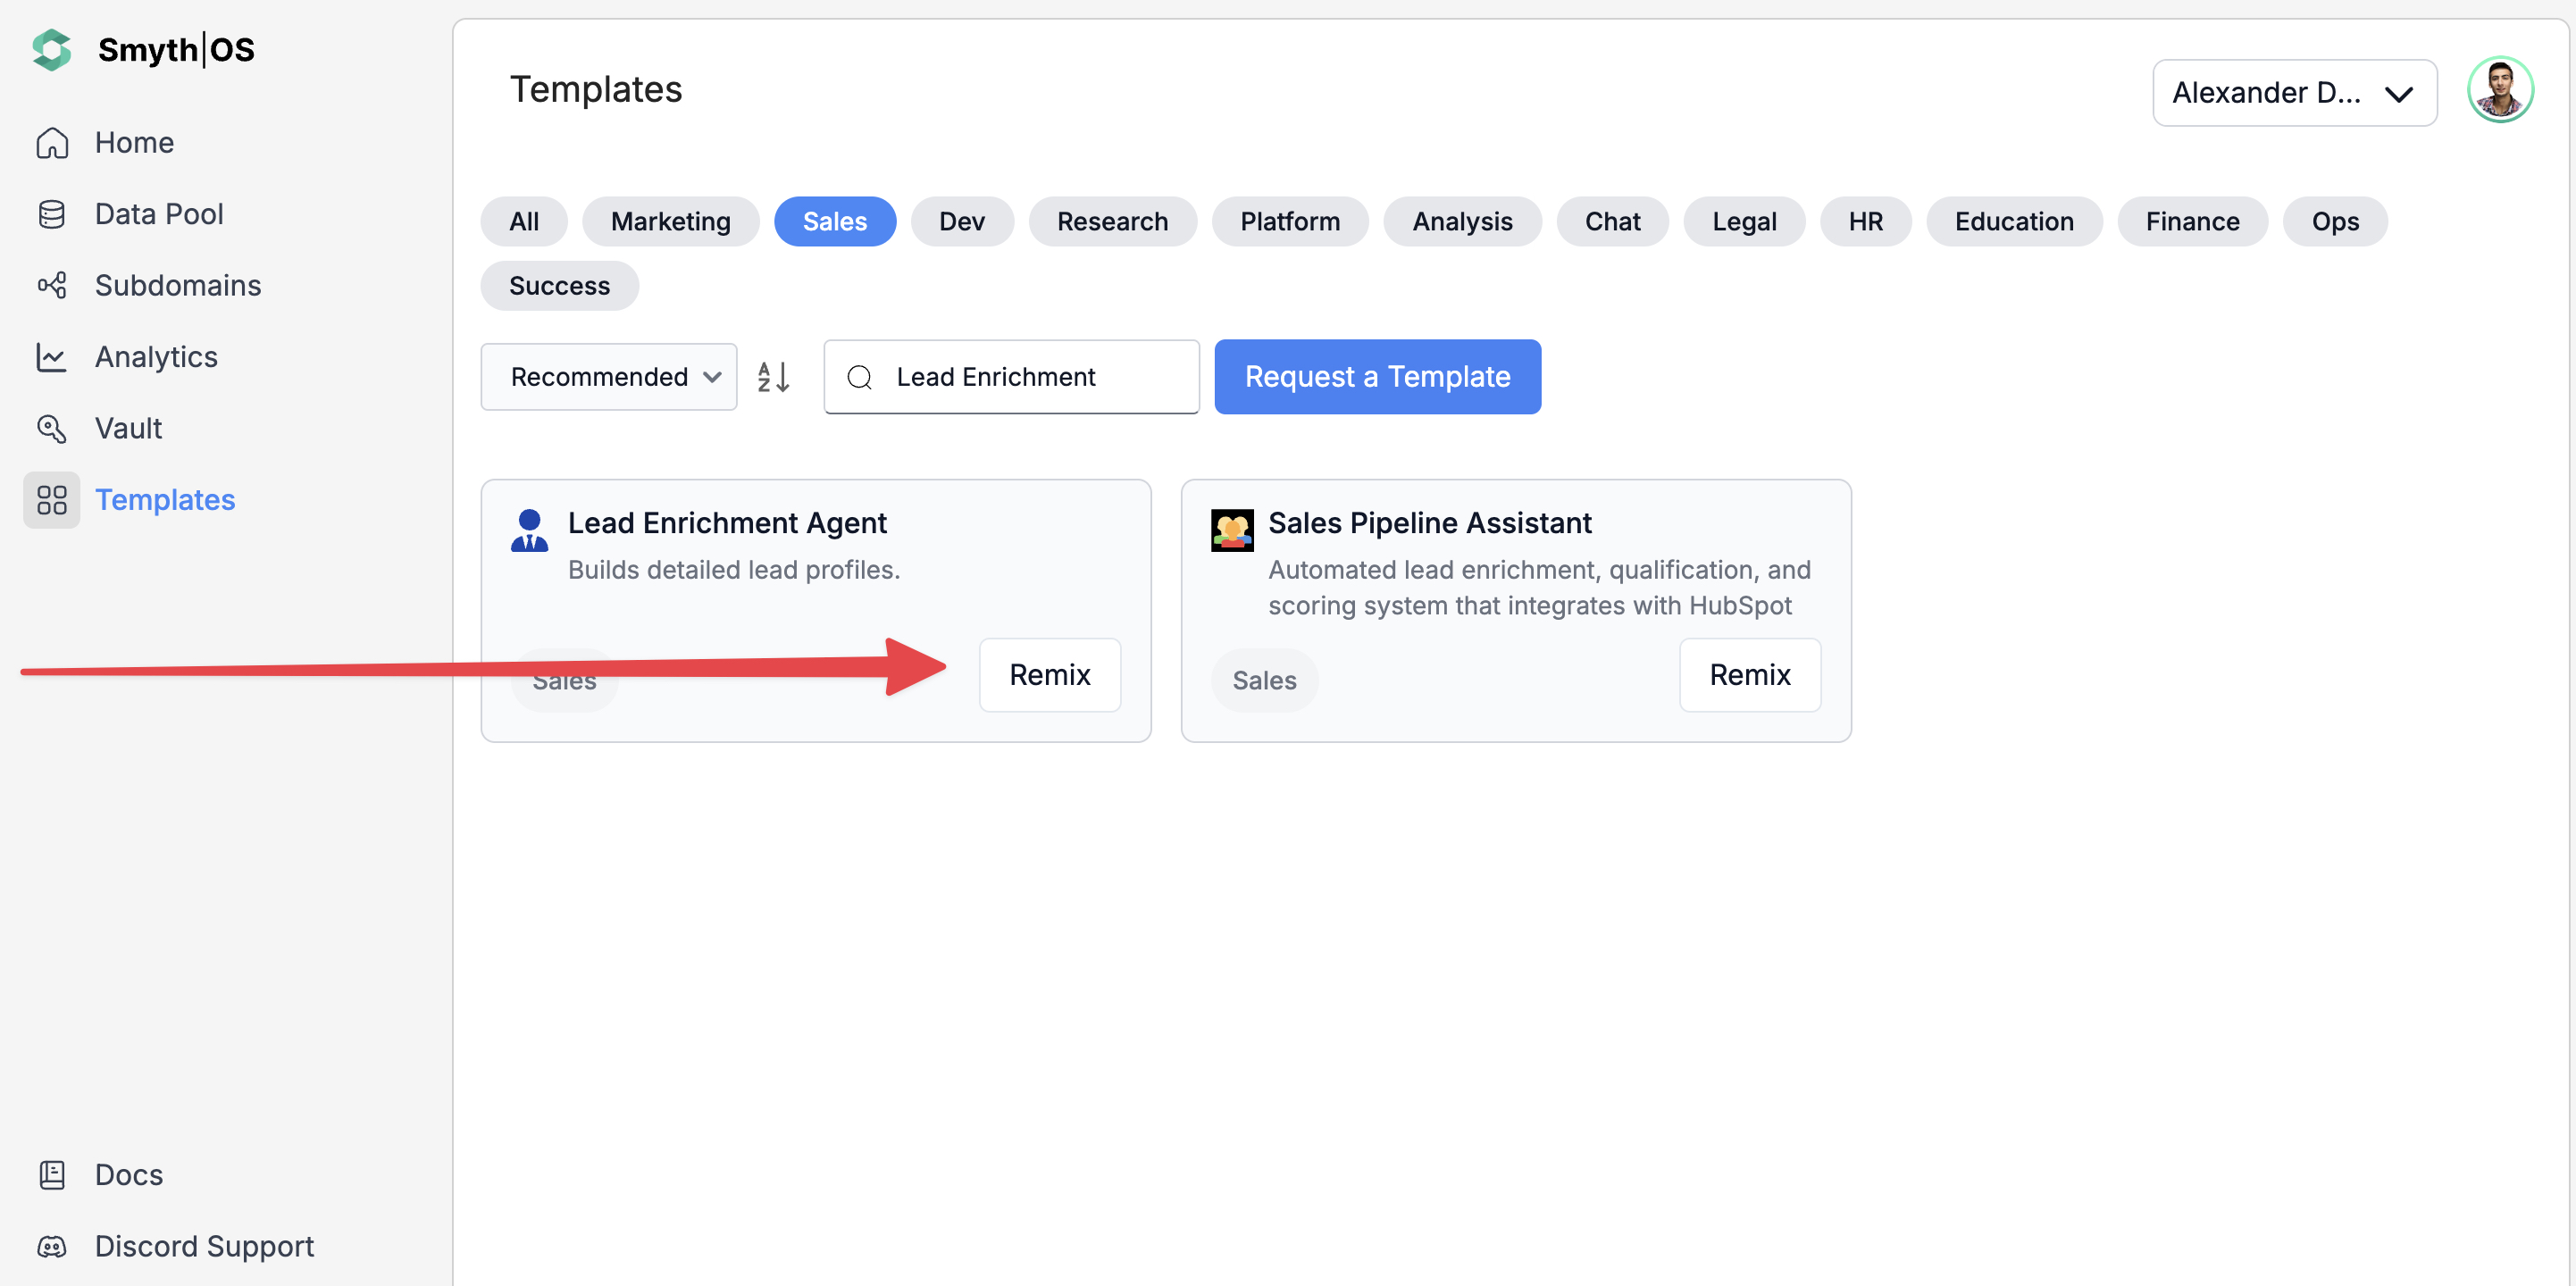 Smyth|OS
Home
Data Pool
Subdomains
Analytics
Vault
Templates
Docs
Discord Support
Templates
Alexander D...
All Marketing Sales Dev Research Platform Analysis Chat Legal HR Education Finance Ops
Success
Recommended
A
Z
Lead Enrichment
Request a Template
Lead Enrichment Agent
Builds detailed lead profiles.
Sales
Remix
Sales Pipeline Assistant
Automated lead enrichment, qualification, and
scoring system that integrates with HubSpot
Sales
Remix